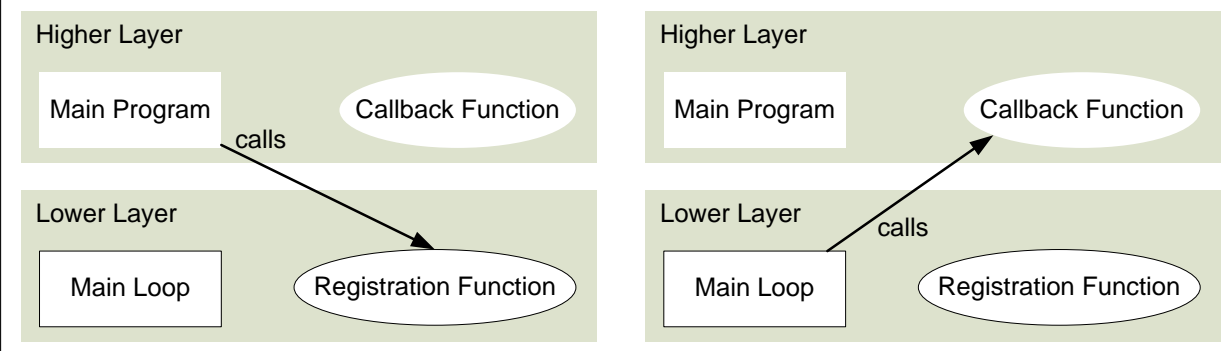 Higher Layer
Main Program
Callback Function
calls
Lower Layer
Main Loop
Registration Function
Higher Layer
Main Program
Callback Function
Lower Layer
calls
Main Loop
Registration Function